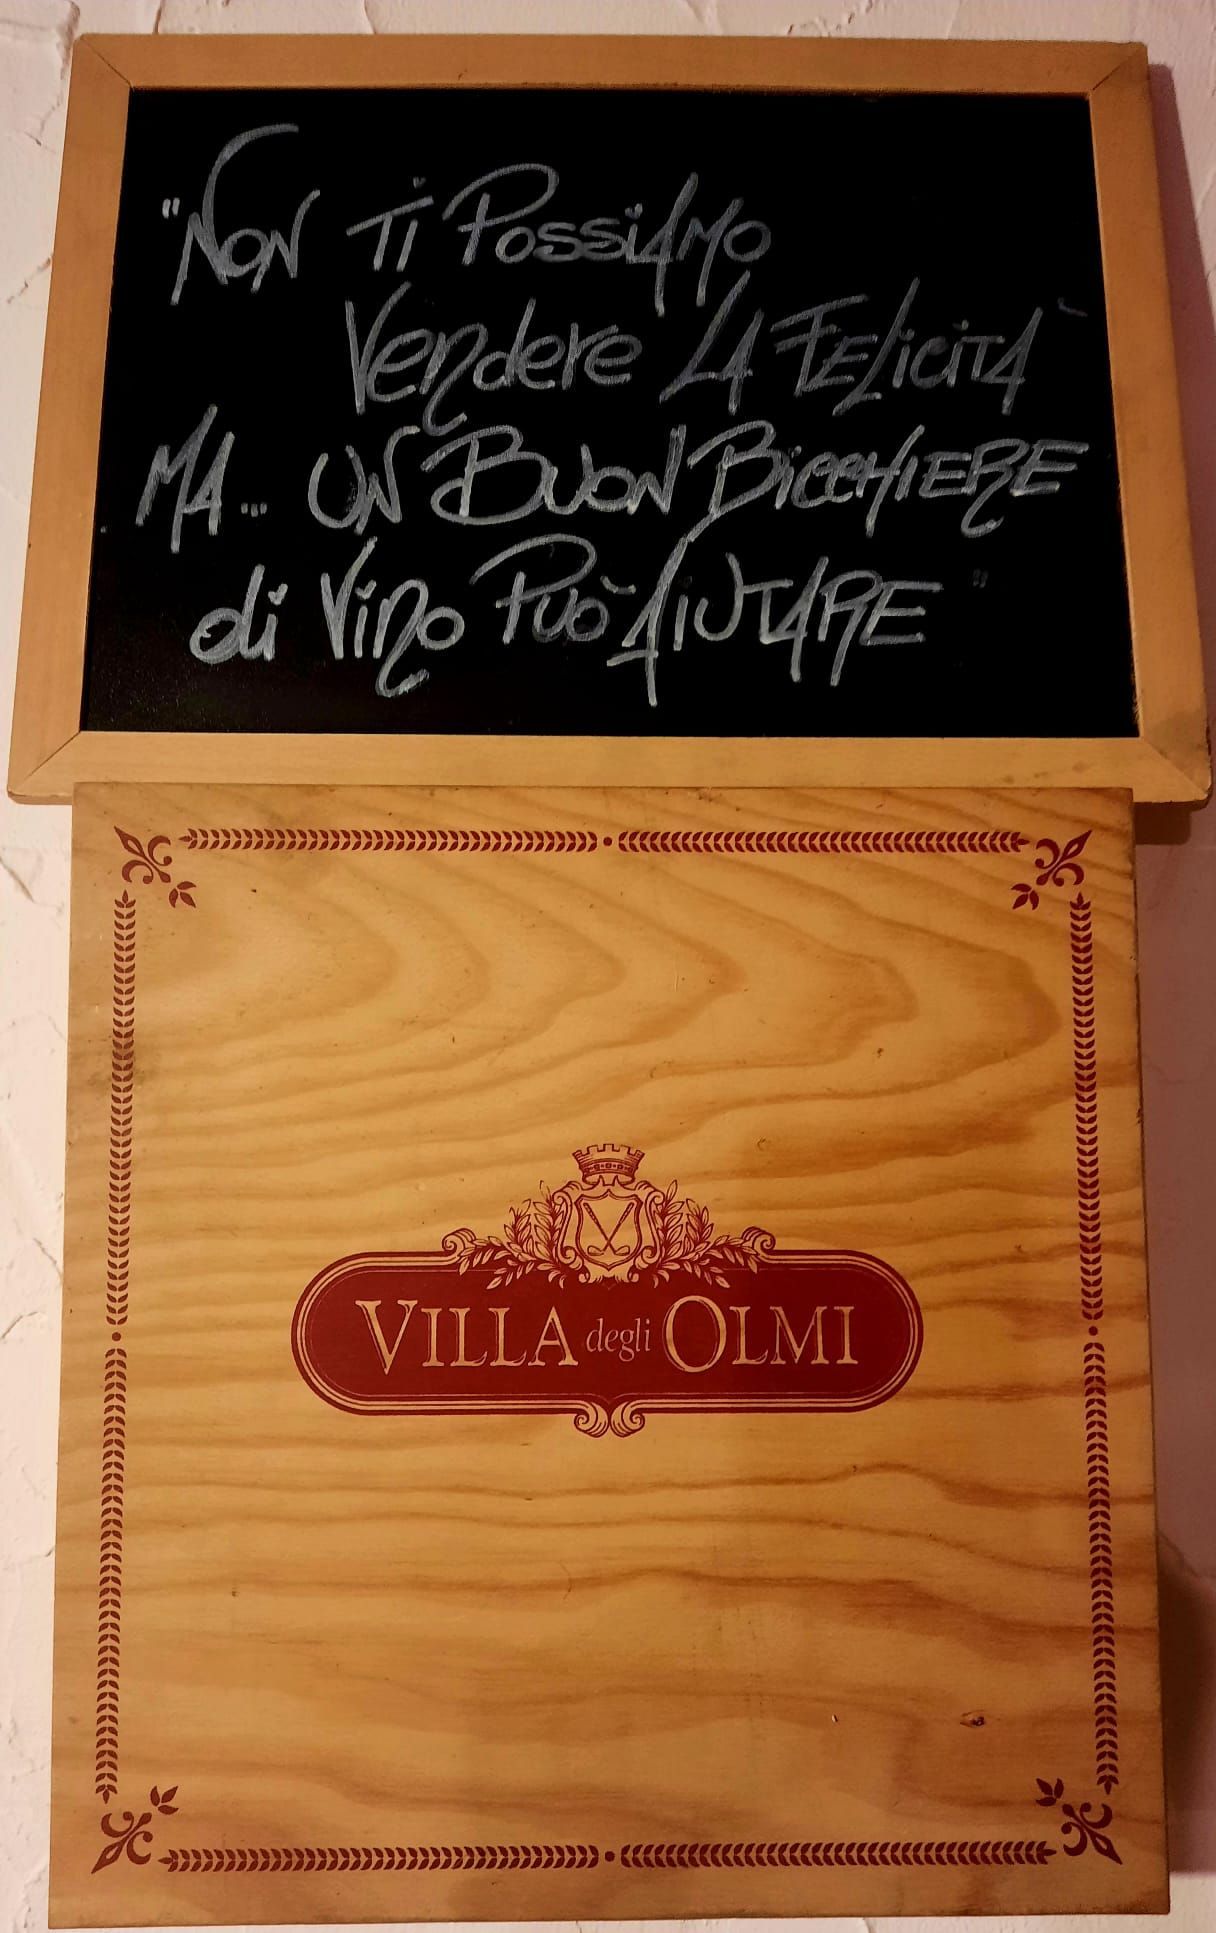 "NON Ti POSSiAMO
Vendere LA FELiCiTÀ
MA... UN BUON BiCCHiERE
di Vino PUÒ AiUTARE"
VILLA degli OLMI